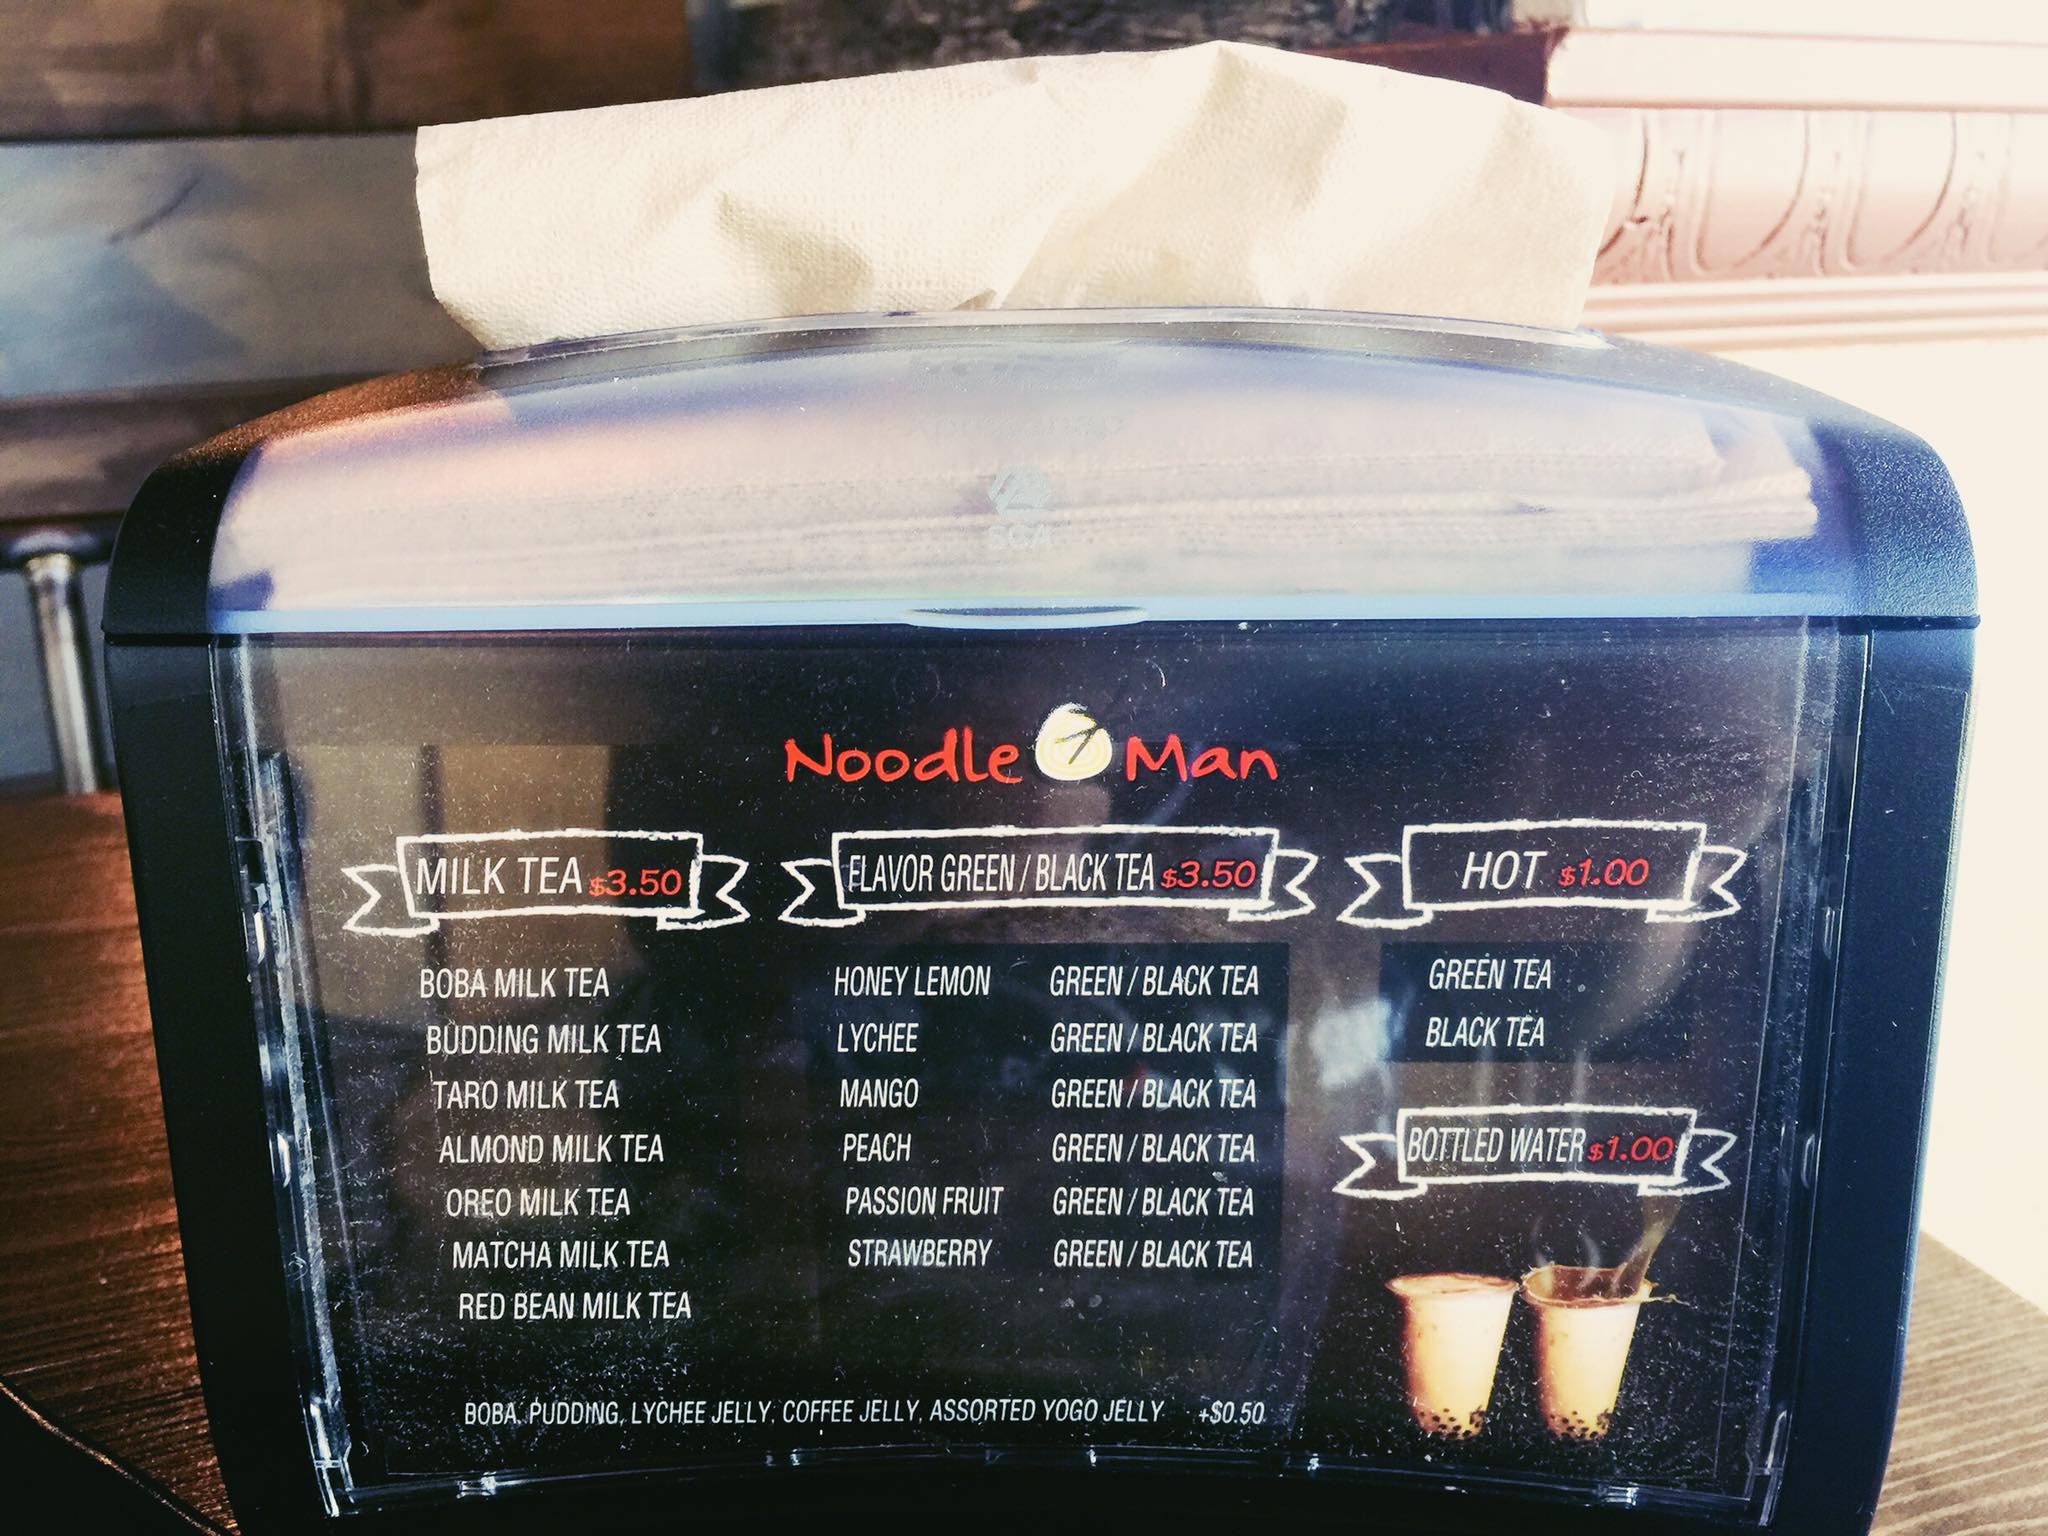 SCA
Noodle Man
MILK TEA $3.50
BOBA MILK TEA
BUDDING MILK TEA
TARO MILK TEA
ALMOND MILK TEA
OREO MILK TEA
MATCHA MILK TEA
RED BEAN MILK TEA
FLAVOR GREEN / BLACK TEA $3.50
HONEY LEMON GREEN / BLACK TEA
LYCHEE GREEN / BLACK TEA
MANGO GREEN / BLACK TEA
PEACH GREEN / BLACK TEA
PASSION FRUIT GREEN / BLACK TEA
STRAWBERRY GREEN / BLACK TEA
HOT $1.00
GREEN TEA
BLACK TEA
BOTTLED WATER $1.00
BOBA, PUDDING, LYCHEE JELLY, COFFEE JELLY, ASSORTED YOGO JELLY +$0.50